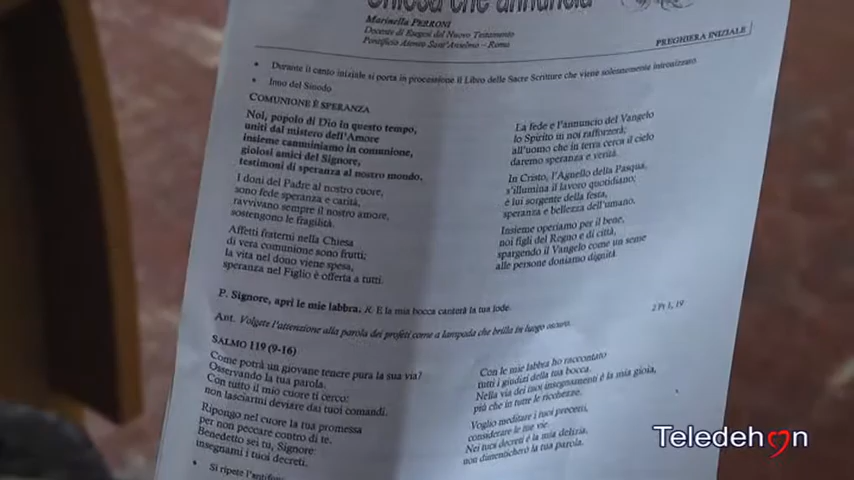 Chiesa che annuncia
Marinella PERRONI
Docente di Esegesi del Nuovo Testamento
Pontificio Ateneo Sant'Anselmo – Roma
PREGHIERA INIZIALE
• Durante il canto iniziale si porta in processione il Libro delle Sacre Scritture che viene solennemente intronizzato.
• Inno del Sinodo
COMUNIONE È SPERANZA
Noi, popolo di Dio in questo tempo,
uniti dal mistero dell'Amore
insieme camminiamo in comunione,
gioiosi amici del Signore,
testimoni di speranza al nostro mondo.
I doni del Padre al nostro cuore,
sono fede speranza e carità,
ravvivano sempre il nostro amore,
sostengono le fragilità.
Affetti fraterni nella Chiesa
di vera comunione sono frutti;
la vita nel dono viene spesa,
speranza nel Figlio è offerta a tutti.
La fede e l'annuncio del Vangelo
lo Spirito in noi rafforzerà;
all'uomo che in terra cerca il cielo
daremo speranza e verità.
In Cristo, l'Agnello della Pasqua,
s'illumina il lavoro quotidiano;
è lui sorgente della festa,
speranza e bellezza dell'umano.
Insieme operiamo per il bene,
noi figli del Regno e di città,
spargendo il Vangelo come un seme
alle persone doniamo dignità.
P. Signore, apri le mie labbra. R. E la mia bocca canterà la tua lode.
2 Pt 1, 19
Ant. Volgete l'attenzione alla parola dei profeti come a lampada che brilla in luogo oscuro.
SALMO 119 (9-16)
Come potrà un giovane tenere pura la sua via?
Osservando la tua parola.
Con tutto il mio cuore ti cerco:
non lasciarmi deviare dai tuoi comandi.
Ripongo nel cuore la tua promessa
per non peccare contro di te.
Benedetto sei tu, Signore:
insegnami i tuoi decreti.
Con le mie labbra ho raccontato
tutti i giudizi della tua bocca.
Nella via dei tuoi insegnamenti è la mia gioia,
più che in tutte le ricchezze.
Voglio meditare i tuoi precetti,
considerare le tue vie.
Nei tuoi decreti è la mia delizia,
non dimenticherò la tua parola.
• Si ripete l'antifona
Teledehon